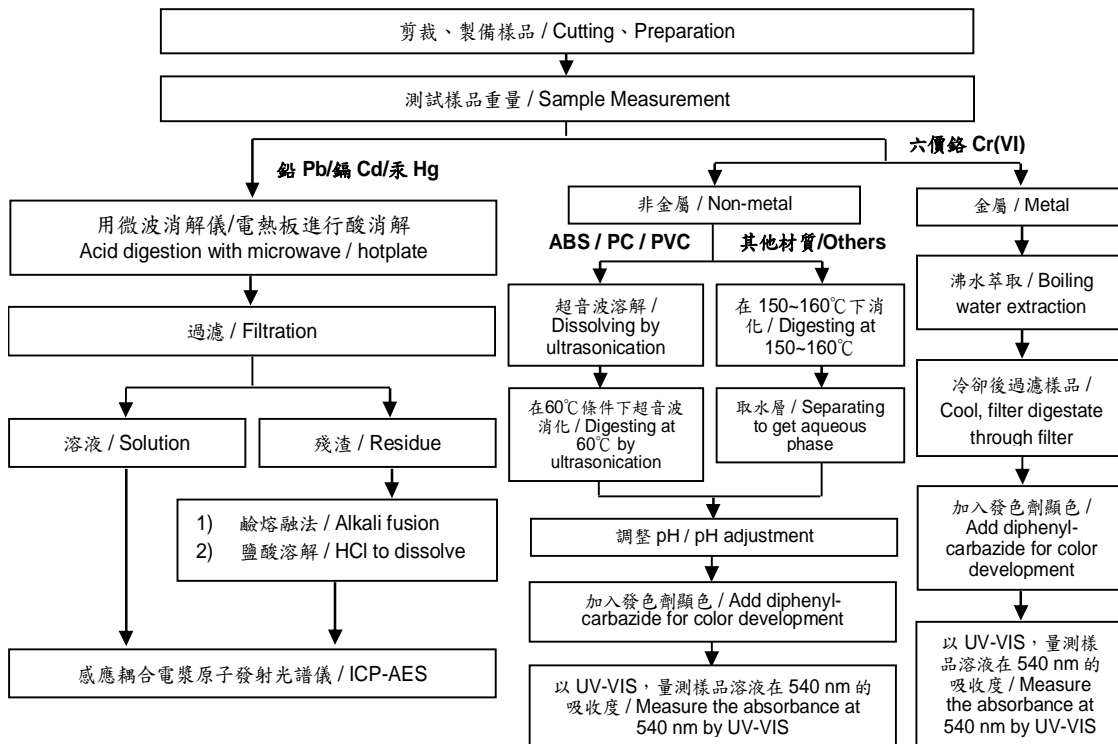 剪裁、製備樣品 / Cutting、Preparation
測試樣品重量 / Sample Measurement
鉛 Pb/鎘 Cd/汞 Hg
六價鉻 Cr(VI)
用微波消解儀/電熱板進行酸消解
Acid digestion with microwave / hotplate
過濾 / Filtration
溶液 / Solution
殘渣 / Residue
1) 鹼熔融法 / Alkali fusion
2) 鹽酸溶解 / HCl to dissolve
感應耦合電漿原子發射光譜儀 / ICP-AES
非金屬 / Non-metal
ABS / PC / PVC
其他材質/Others
超音波溶解 /
Dissolving by
ultrasonication
在 150~160℃下消
化 / Digesting at
150~160℃
在60℃條件下超音波
消化 / Digesting at
60℃ by
ultrasonication
取水層 / Separating
to get aqueous
phase
調整 pH / pH adjustment
加入發色劑顯色 / Add diphenyl-
carbazide for color development
以 UV-VIS，量測樣品溶液在 540 nm 的
吸收度 / Measure the absorbance at
540 nm by UV-VIS
金屬 / Metal
沸水萃取 / Boiling
water extraction
冷卻後過濾樣品 /
Cool, filter digestate
through filter
加入發色劑顯色 /
Add diphenyl-
carbazide for color
development
以 UV-VIS，量測樣
品溶液在 540 nm 的
吸收度 / Measure
the absorbance at
540 nm by UV-VIS